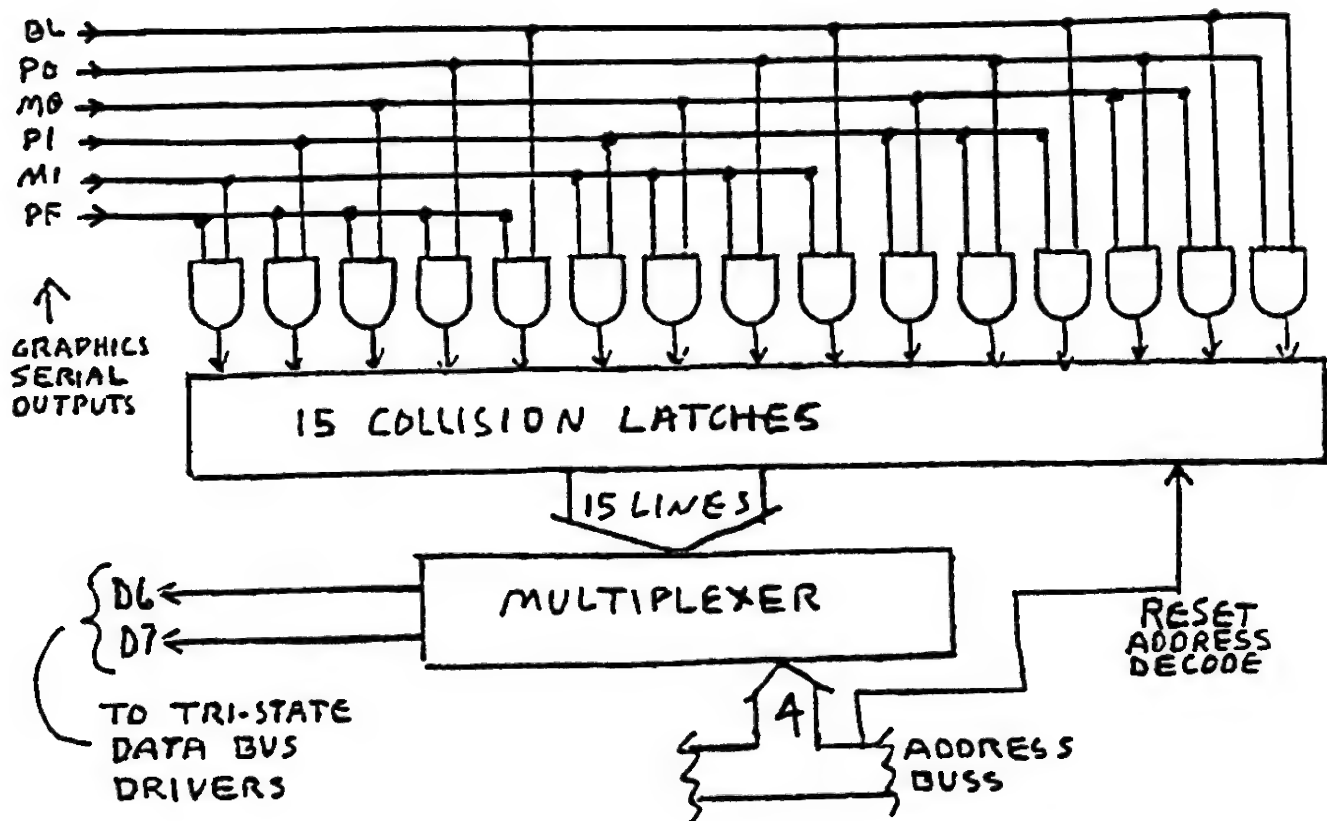 BL
P0
M0
P1
M1
PF
GRAPHICS
SERIAL
OUTPUTS
15 COLLISION LATCHES
15 LINES
D6
D7
MULTIPLEXER
RESET
ADDRESS
DECODE
TO TRI-STATE
DATA BUS
DRIVERS
4
ADDRESS
BUSS